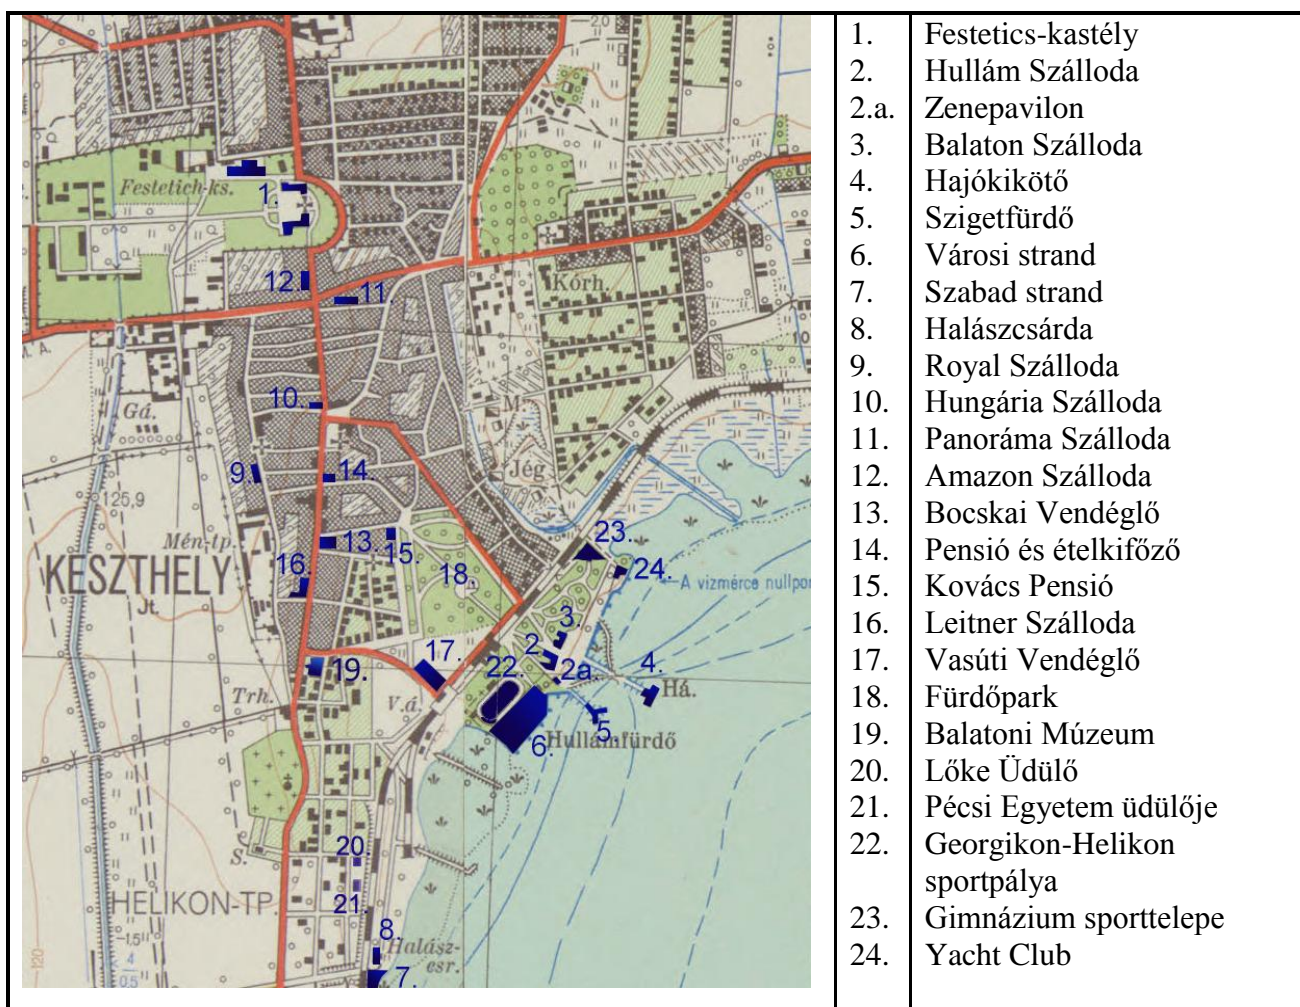 Festetich-ks.
1.
12.
11.
Kórh.
M. A.
Gá.
10.
M.
Jég
9.
14.
125,9
Mén-tp.
13.
15.
23.
24.
KESZTHELY
16.
18.
A vizmérce nullpon
Jt.
3.
2.
17.
19.
22.
2a.
4.
Há.
Trh.
V.á.
5.
6.
Hullámfürdő
20.
S.
HELIKON-TP.
21.
8.
Halász-
csr.
7.
120
1. Festetics-kastély
2. Hullám Szálloda
2.a. Zenepavilon
3. Balaton Szálloda
4. Hajókikötő
5. Szigetfürdő
6. Városi strand
7. Szabad strand
8. Halászcsárda
9. Royal Szálloda
10. Hungária Szálloda
11. Panoráma Szálloda
12. Amazon Szálloda
13. Bocskai Vendéglő
14. Pensió és ételkifőző
15. Kovács Pensió
16. Leitner Szálloda
17. Vasúti Vendéglő
18. Fürdőpark
19. Balatoni Múzeum
20. Lőke Üdülő
21. Pécsi Egyetem üdülője
22. Georgikon-Helikon
sportpálya
23. Gimnázium sporttelepe
24. Yacht Club